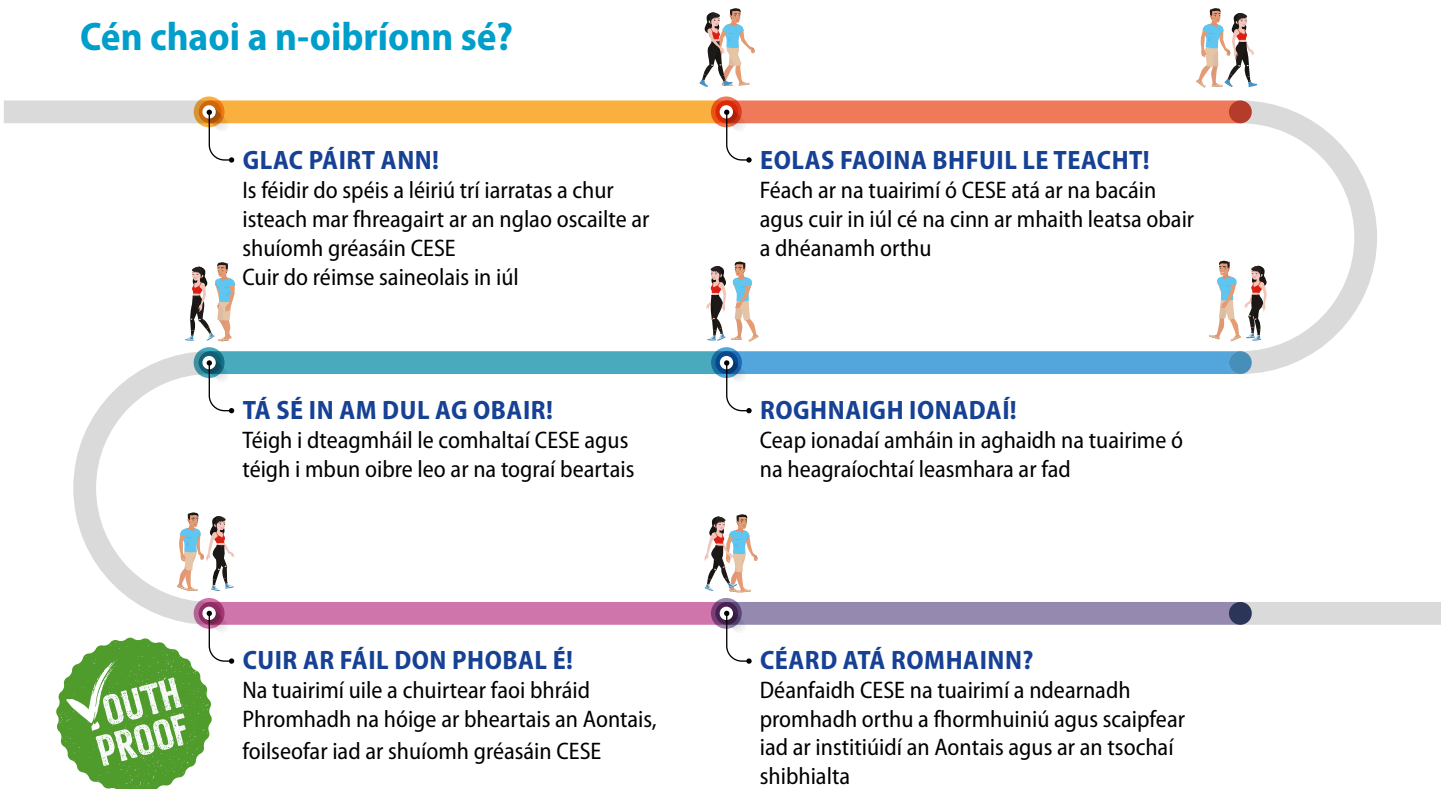 Cén chaoi a n-oibríonn sé?
GLAC PÁIRT ANN!
Is féidir do spéis a léiriú trí iarratas a chur
isteach mar fhreagairt ar an nglao oscailte ar
shuíomh gréasáin CESE
Cuir do réimse saineolais in iúl
EOLAS FAOINA BHFUIL LE TEACHT!
Féach ar na tuairimí ó CESE atá ar na bacáin
agus cuir in iúl cé na cinn ar mhaith leatsa obair
a dhéanamh orthu
ROGHNAIGH IONADAÍ!
Ceap ionadaí amháin in aghaidh na tuairime ó
na heagraíochtaí leasmhara ar fad
TÁ SÉ IN AM DUL AG OBAIR!
Téigh i dteagmháil le comhaltaí CESE agus
téigh i mbun oibre leo ar na tograí beartais
CUIR AR FÁIL DON PHOBAL É!
Na tuairimí uile a chuirtear faoi bhráid
Phromhadh na hóige ar bheartais an Aontais,
foilseofar iad ar shuíomh gréasáin CESE
CÉARD ATÁ ROMHAINN?
Déanfaidh CESE na tuairimí a ndearnadh
promhadh orthu a fhormhuiniú agus scaipfear
iad ar institiúidí an Aontais agus ar an tsochaí
shibhialta
YOUTH
PROOF